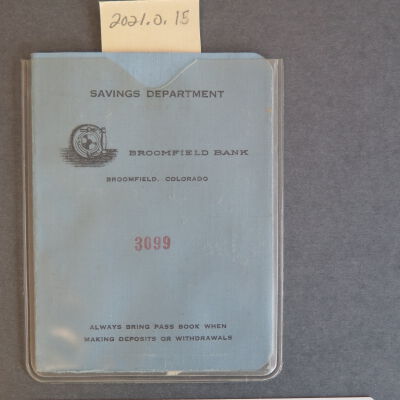 2021.0.15
SAVINGS DEPARTMENT
BROOMFIELD BANK
BROOMFIELD, COLORADO
3099
ALWAYS BRING PASS BOOK WHEN
MAKING DEPOSITS OR WITHDRAWALS